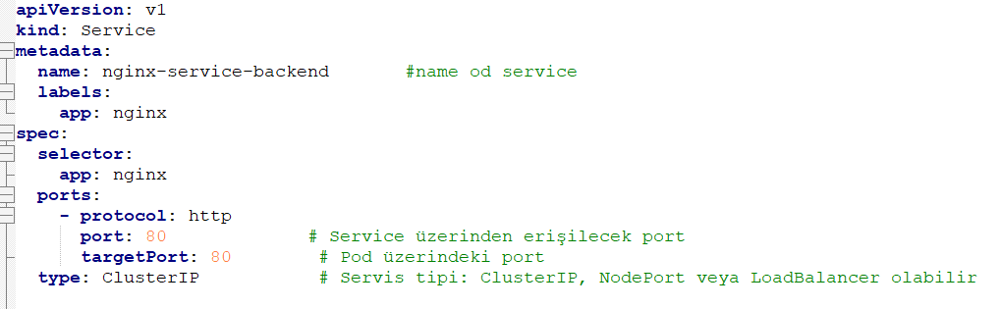 apiVersion: v1
kind: Service
metadata:
  name: nginx-service-backend       #name od service
  labels:
    app: nginx
spec:
  selector:
    app: nginx
  ports:
    - protocol: http
      port: 80             # Service üzerinden erişilecek port
      targetPort: 80        # Pod üzerindeki port
  type: ClusterIP           # Servis tipi: ClusterIP, NodePort veya LoadBalancer olabilir